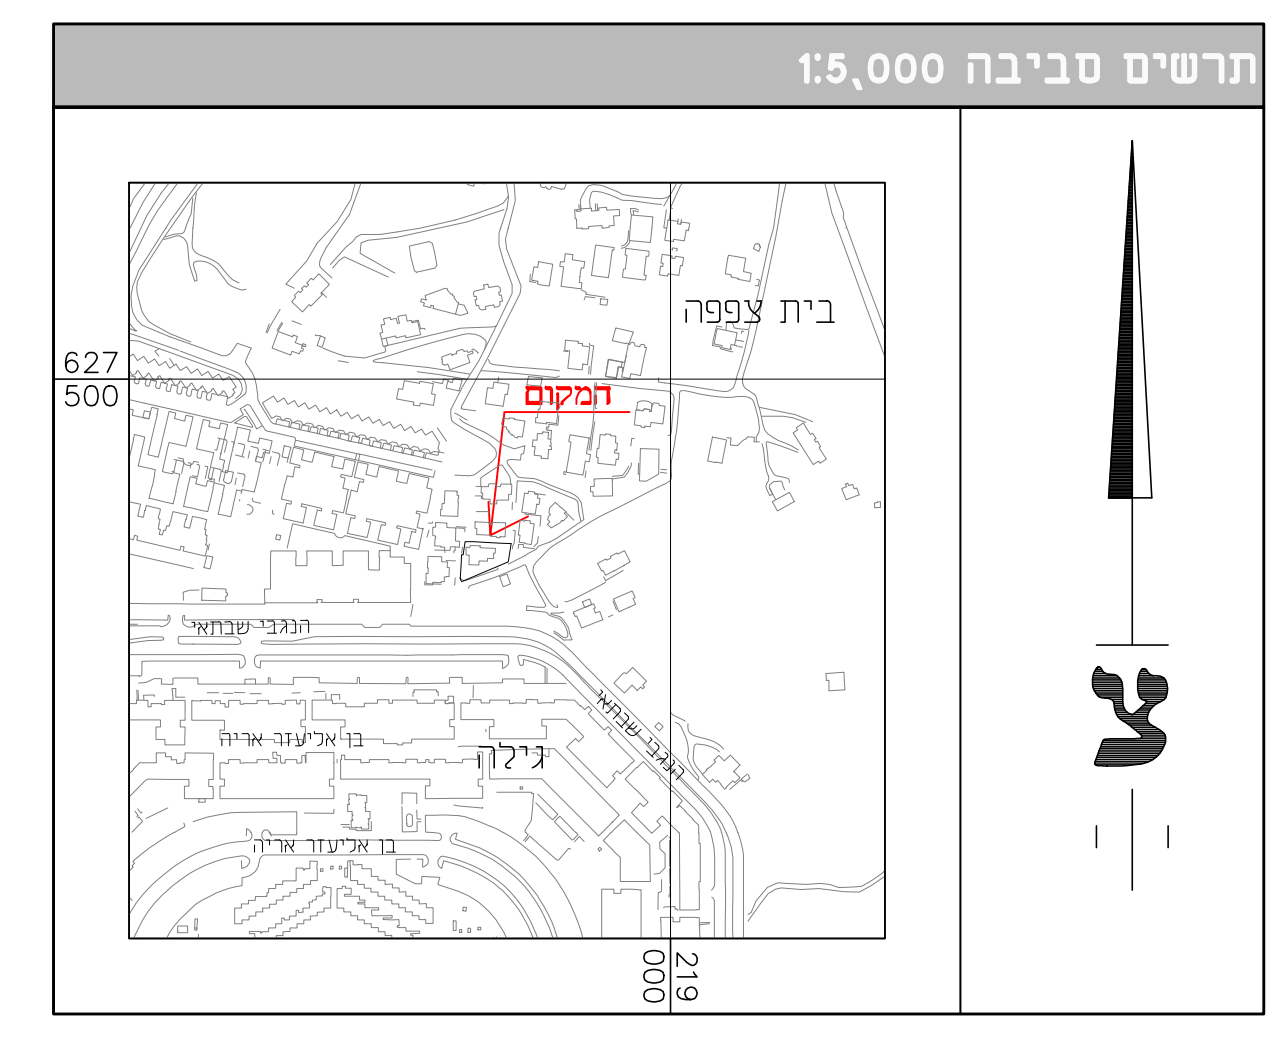 תרשים סביבה 1:5,000
בית צפפה
627
500
המקום
הנגבי שבתאי
הנגבי שבתאי
בן אליעזר אריה
גילה
בן אליעזר אריה
219
000
צ